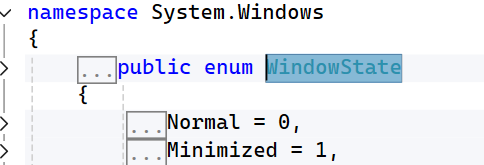 namespace System.Windows
{
...public enum WindowState
{
...Normal = 0,
...Minimized = 1,